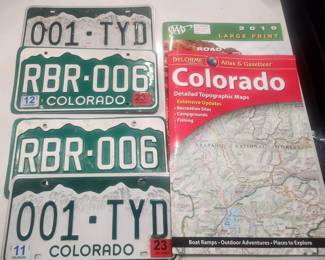 001·TYD
RBR·006
12 COLORADO 23
RBR·006
001·TYD
11 COLORADO 23
AAA 2019
LARGE PRINT
ROAD
DELORME Atlas & Gazetteer
Colorado
Detailed Topographic Maps
Extensive Updates
• Recreation Sites
• Campgrounds
• Fishing
Boat Ramps • Outdoor Adventures • Places to Explore